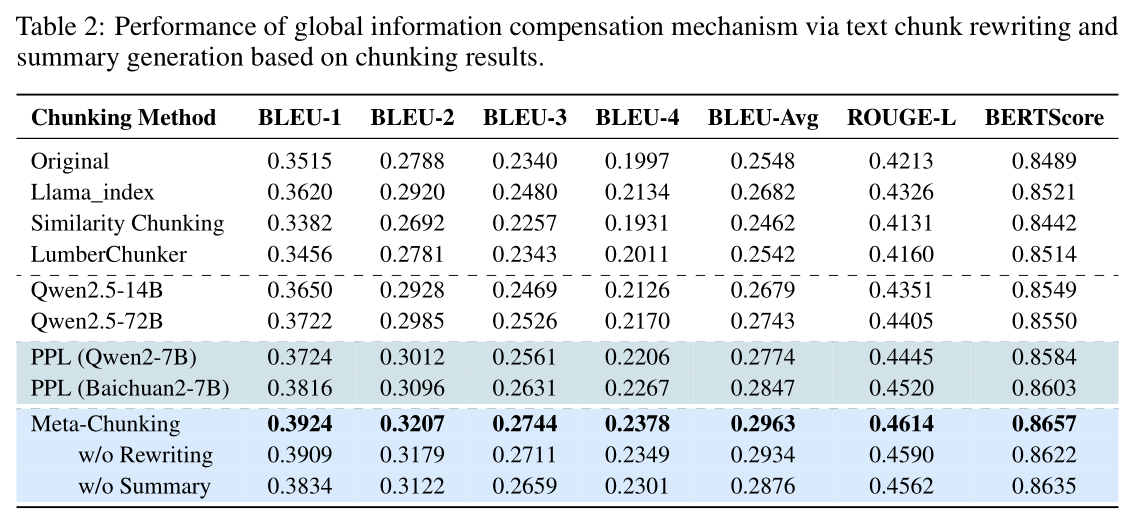 Table 2: Performance of global information compensation mechanism via text chunk rewriting and
summary generation based on chunking results.
Chunking Method BLEU-1 BLEU-2 BLEU-3 BLEU-4 BLEU-Avg ROUGE-L BERTScore
Original 0.3515 0.2788 0.2340 0.1997 0.2548 0.4213 0.8489
Llama_index 0.3620 0.2920 0.2480 0.2134 0.2682 0.4326 0.8521
Similarity Chunking 0.3382 0.2692 0.2257 0.1931 0.2462 0.4131 0.8442
LumberChunker 0.3456 0.2781 0.2343 0.2011 0.2542 0.4160 0.8514
Qwen2.5-14B 0.3650 0.2928 0.2469 0.2126 0.2679 0.4351 0.8549
Qwen2.5-72B 0.3722 0.2985 0.2526 0.2170 0.2743 0.4405 0.8550
PPL (Qwen2-7B) 0.3724 0.3012 0.2561 0.2206 0.2774 0.4445 0.8584
PPL (Baichuan2-7B) 0.3816 0.3096 0.2631 0.2267 0.2847 0.4520 0.8603
Meta-Chunking 0.3924 0.3207 0.2744 0.2378 0.2963 0.4614 0.8657
w/o Rewriting 0.3909 0.3179 0.2711 0.2349 0.2934 0.4590 0.8622
w/o Summary 0.3834 0.3122 0.2659 0.2301 0.2876 0.4562 0.8635